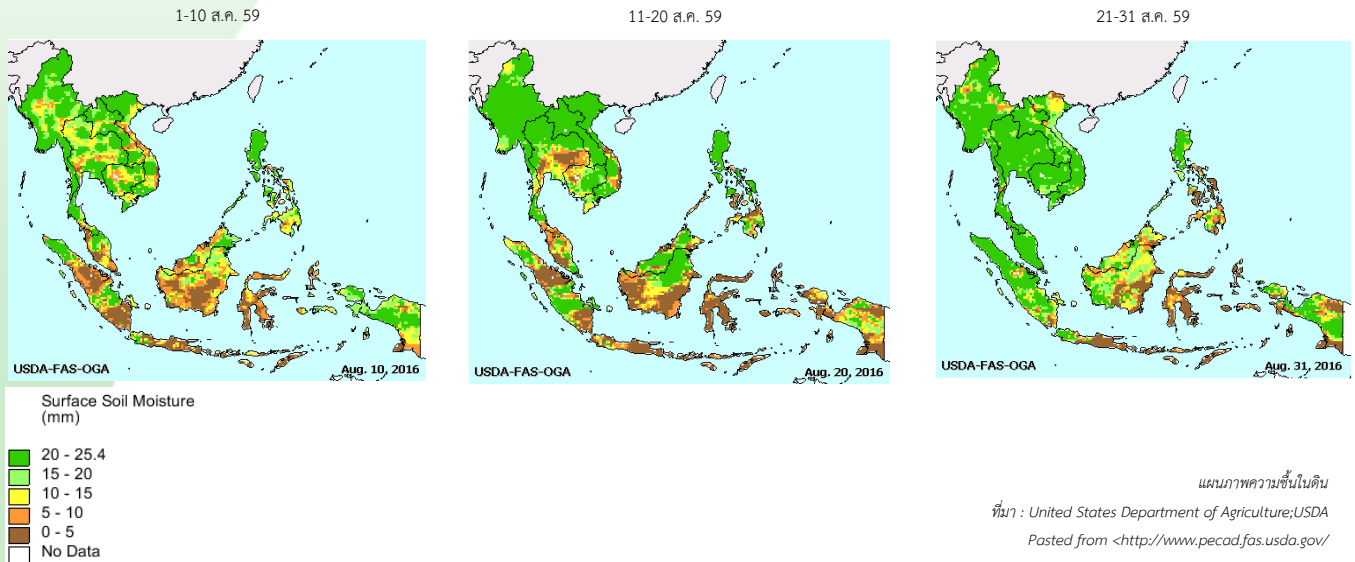 1-10 ส.ค. 59
11-20 ส.ค. 59
21-31 ส.ค. 59
USDA-FAS-OGA
Aug. 10, 2016
USDA-FAS-OGA
Aug. 20, 2016
USDA-FAS-OGA
Aug. 31, 2016
Surface Soil Moisture
(mm)
20 - 25.4
15 - 20
10 - 15
5 - 10
0 - 5
No Data
แผนภาพความชื้นในดิน
ที่มา : United States Department of Agriculture;USDA
Pasted from <http://www.pecad.fas.usda.gov/